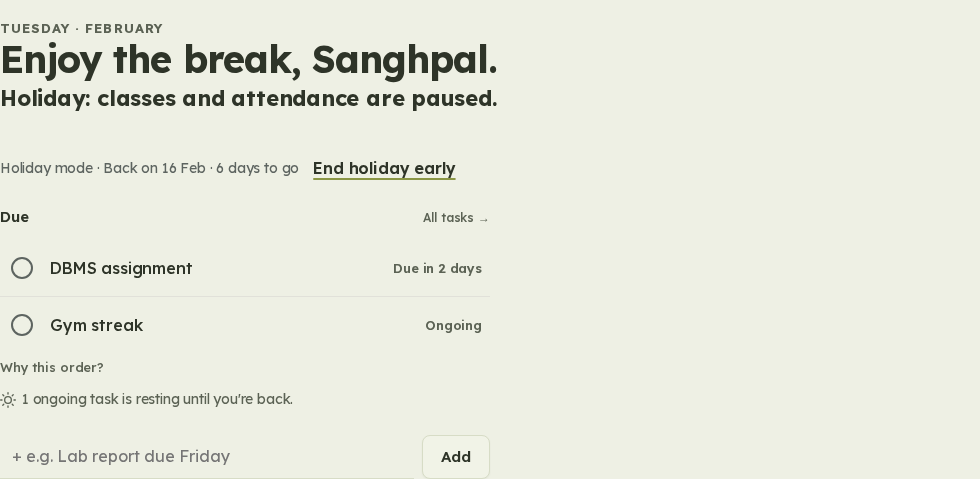 TUESDAY · FEBRUARY
Enjoy the break, Sanghpal.
Holiday: classes and attendance are paused.
Holiday mode · Back on 16 Feb · 6 days to go End holiday early
Due All tasks →
DBMS assignment Due in 2 days
Gym streak Ongoing
Why this order?
1 ongoing task is resting until you're back.
+ e.g. Lab report due Friday Add